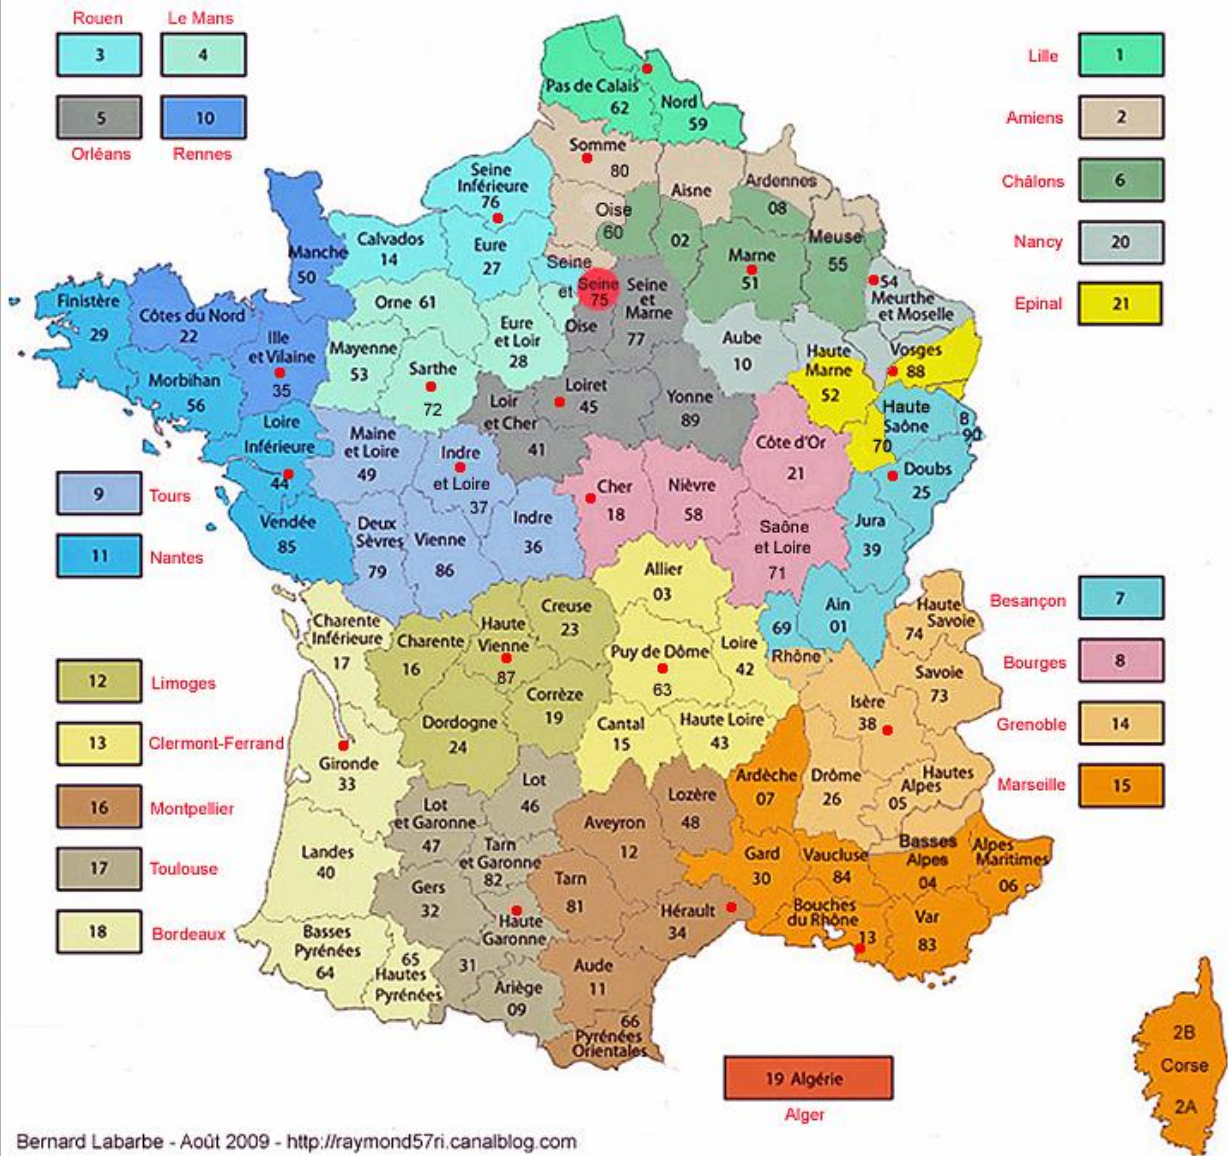 Rouen
Le Mans
3
4
5
10
Orléans
Rennes
Lille
1
Amiens
2
Châlons
6
Nancy
20
Epinal
21
Pas de Calais
62
Nord
59
Somme
80
Seine
Inférieure
76
Oise
60
Aisne
02
Ardennes
08
Meuse
55
Marne
51
54
Meurthe
et Moselle
Manche
50
Calvados
14
Eure
27
Seine
et
Oise
Seine
75
Seine
et
Marne
77
Orne 61
Eure
et Loir
28
Aube
10
Haute
Marne
52
Vosges
88
Finistère
29
Côtes du Nord
22
Ille
et Vilaine
35
Mayenne
53
Sarthe
72
Morbihan
56
Loir
et Cher
41
Loiret
45
Yonne
89
Haute
Saône
70
B
90
Loire
Inférieure
44
Maine
et Loire
49
Indre
et Loire
37
Côte d'Or
21
Doubs
25
9
Tours
11
Nantes
Vendée
85
Deux
Sèvres
79
Vienne
86
Indre
36
Cher
18
Nièvre
58
Saône
et Loire
71
Jura
39
Allier
03
Ain
01
69
Rhône
Haute
Savoie
74
Besançon
7
Bourges
8
Grenoble
14
Marseille
15
Charente
Inférieure
17
Charente
16
Haute
Vienne
87
Creuse
23
Puy de Dôme
63
Loire
42
Savoie
73
Isère
38
12
Limoges
13
Clermont-Ferrand
16
Montpellier
17
Toulouse
18
Bordeaux
Corrèze
19
Dordogne
24
Cantal
15
Haute Loire
43
Gironde
33
Lot
46
Lot
et Garonne
47
Ardèche
07
Drôme
26
Hautes
Alpes
05
Lozère
48
Aveyron
12
Landes
40
Tarn
et Garonne
82
Gers
32
Tarn
81
Gard
30
Vaucluse
84
Basses
Alpes
04
Alpes
Maritimes
06
Haute
Garonne
31
Hérault
34
Bouches
du Rhône
13
Var
83
Basses
Pyrénées
64
65
Hautes
Pyrénées
Ariège
09
Aude
11
66
Pyrénées
Orientales
2B
Corse
2A
19 Algérie
Alger
Bernard Labarbe - Août 2009 - http://raymond57ri.canalblog.com